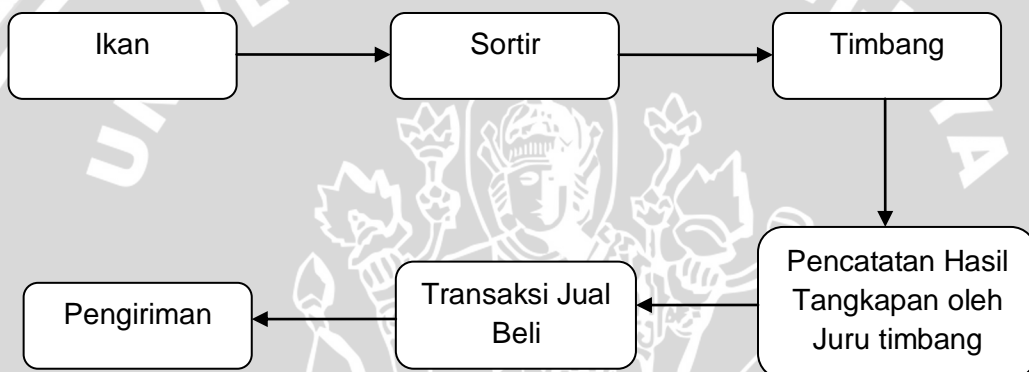 Ikan
Sortir
Timbang
Pencatatan Hasil
Tangkapan oleh
Juru timbang
Transaksi Jual
Beli
Pengiriman